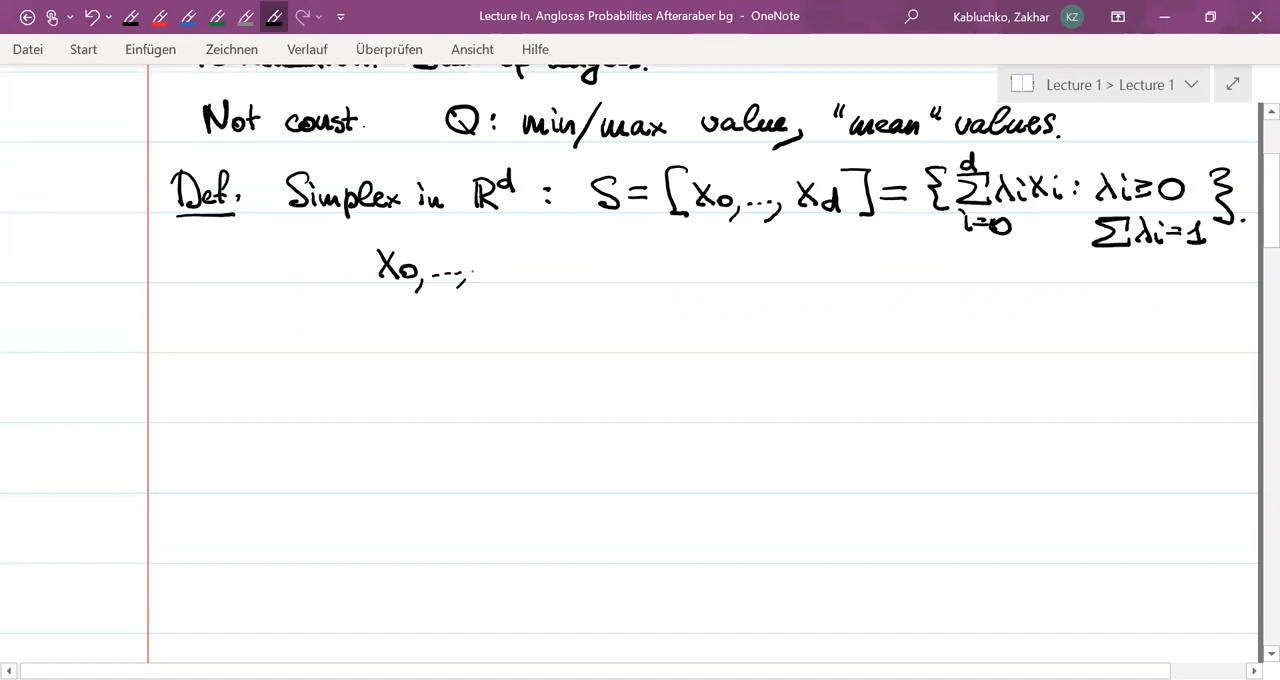 Lecture In. Anglosas Probabilities Afteraraber bg - OneNote
Kabluchko, Zakhar KZ
Datei Start Einfügen Zeichnen Verlauf Überprüfen Ansicht Hilfe
Lecture 1 > Lecture 1
Not const. Q: min/max value, "mean" values.
Def. Simplex in ℝ^d : S = [x_0, ..., x_d] = { ∑_{i=0}^d λ_i x_i : λ_i ≥ 0 ∑ λ_i = 1 }.
x_0, ...,